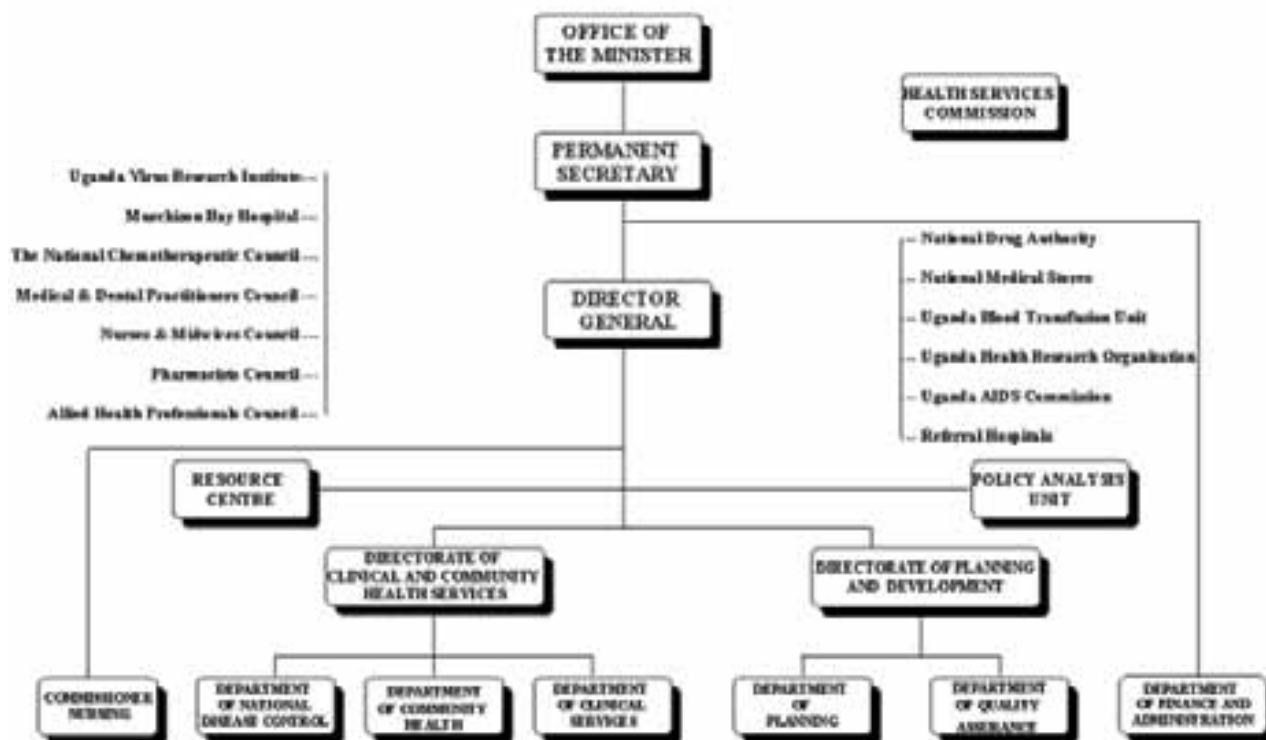 OFFICE OF
THE MINISTER
HEALTH SERVICES
COMMISSION
PERMANENT
SECRETARY
Uganda Virus Research Institute
Murchison Bay Hospital
The National Chemotherapeutic Council
Medical & Dental Practitioners Council
Nurses & Midwives Council
Pharmacists Council
Allied Health Professionals Council
National Drug Authority
National Medical Stores
Uganda Blood Transfusion Unit
Uganda Health Research Organisation
Uganda AIDS Commission
Referral Hospitals
DIRECTOR
GENERAL
RESOURCE
CENTRE
POLICY ANALYSIS
UNIT
DIRECTORATE OF
CLINICAL AND COMMUNITY
HEALTH SERVICES
DIRECTORATE OF PLANNING
AND DEVELOPMENT
COMMISSIONER
NURSING
DEPARTMENT
OF NATIONAL
DISEASE CONTROL
DEPARTMENT
OF COMMUNITY
HEALTH
DEPARTMENT
OF CLINICAL
SERVICES
DEPARTMENT
OF
PLANNING
DEPARTMENT
OF QUALITY
ASSURANCE
DEPARTMENT
OF FINANCE AND
ADMINISTRATION